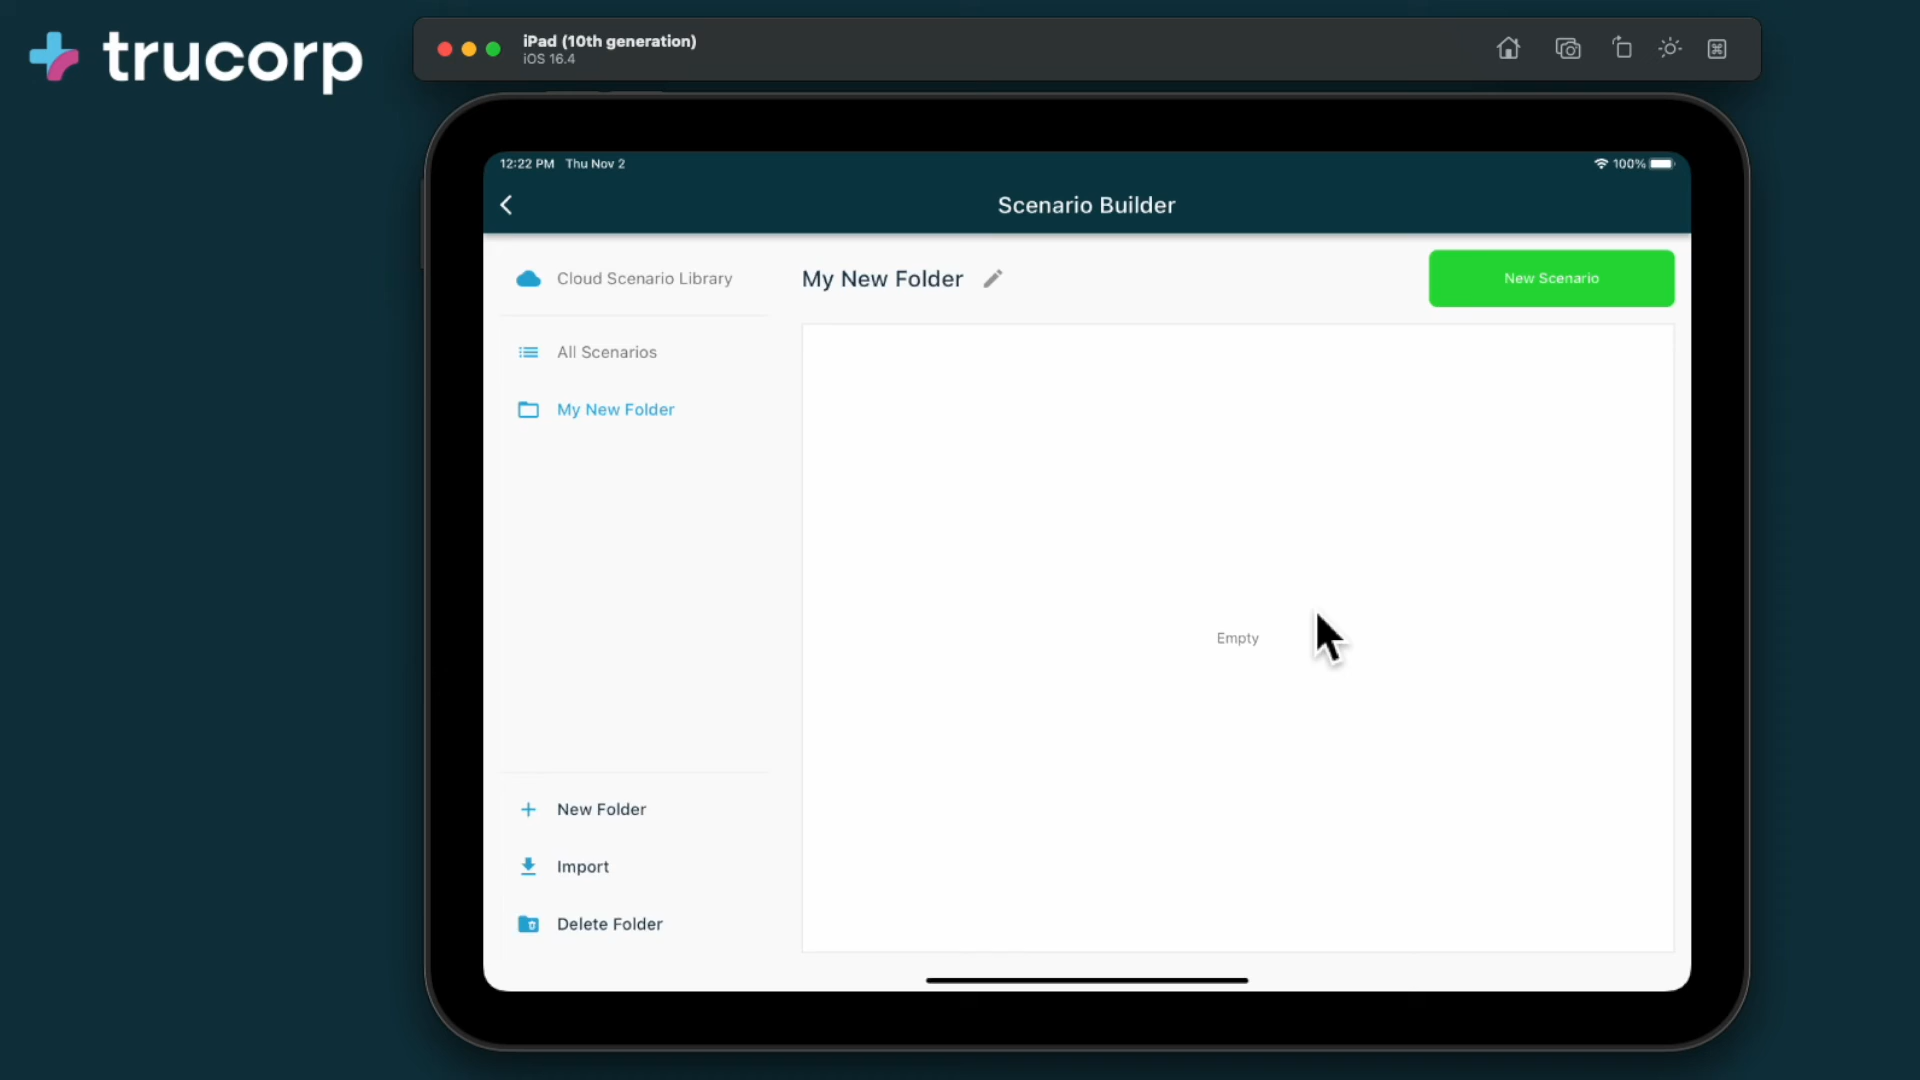 trucorp
iPad (10th generation)
iOS 16.4
12:22 PM Thu Nov 2
100%
Scenario Builder
Cloud Scenario Library
My New Folder
New Scenario
All Scenarios
My New Folder
Empty
New Folder
Import
Delete Folder